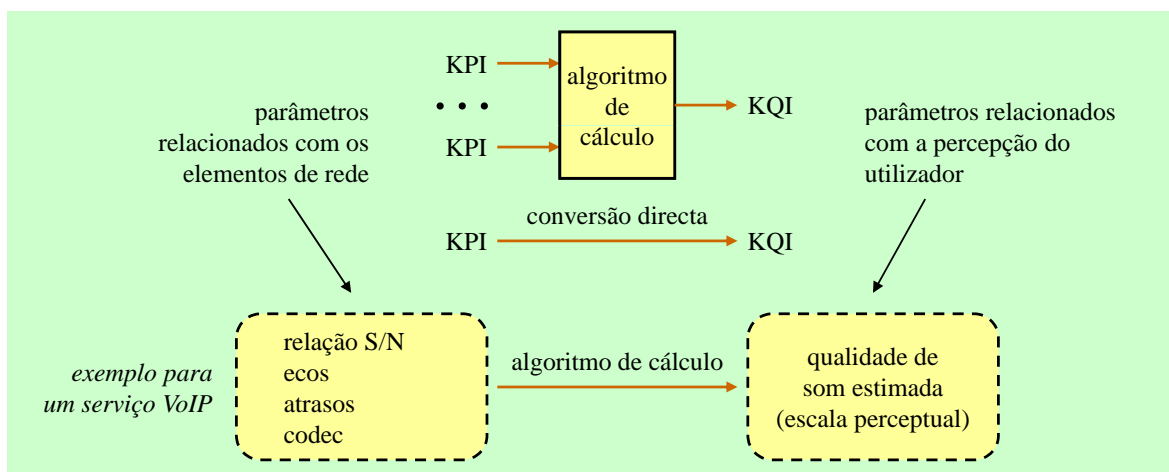 KPI
• • •
KPI
algoritmo
de
cálculo
KQI
parâmetros
relacionados com os
elementos de rede
parâmetros relacionados
com a percepção do
utilizador
conversão directa
KPI
KQI
exemplo para
um serviço VoIP
relação S/N
ecos
atrasos
codec
algoritmo de cálculo
qualidade de
som estimada
(escala perceptual)